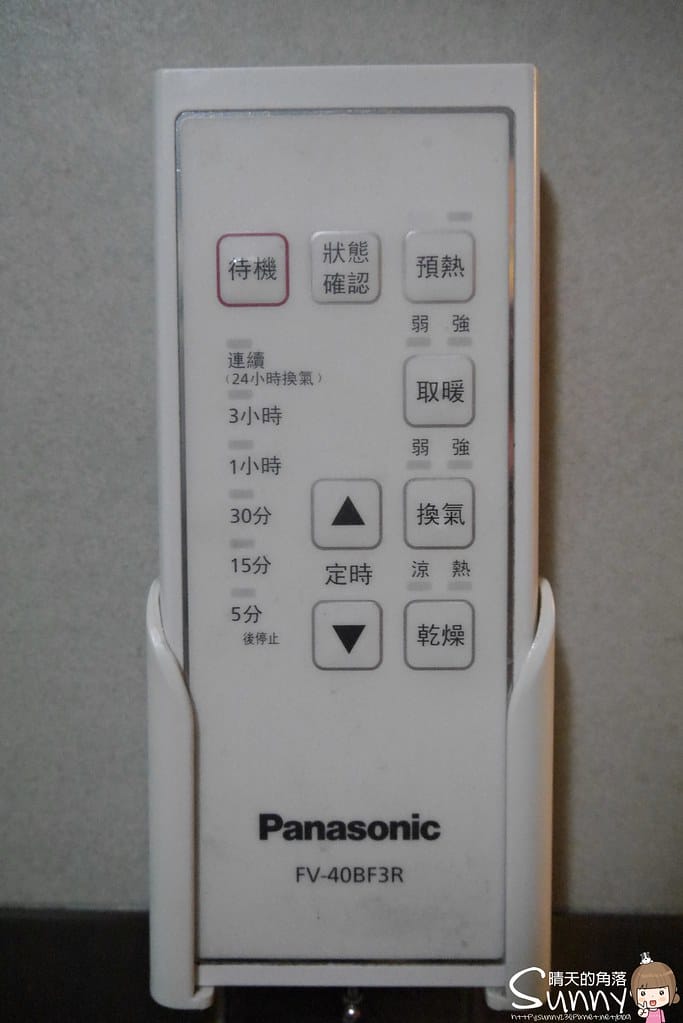 待機
狀態
確認
預熱
弱 強
連續
(24小時換氣)
取暖
3小時
弱 強
1小時
30分
▲
換氣
定時
涼 熱
15分
5分
後停止
▼
乾燥
Panasonic
FV-40BF3R
晴天的角落
Sunny